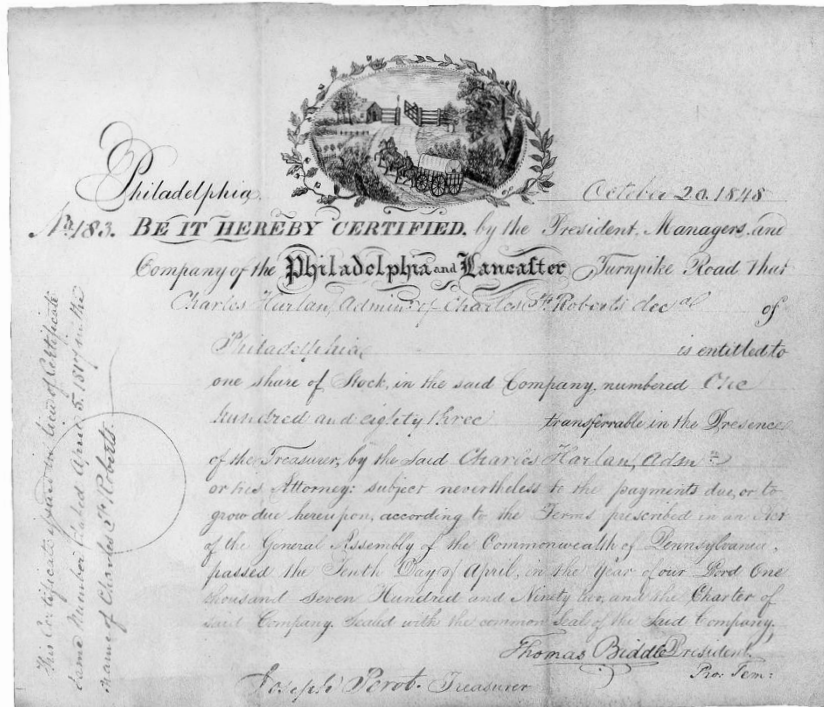 Philadelphia,
October 20. 1848
No. 183. BE IT HEREBY CERTIFIED, by the President, Managers, and
Company of the Philadelphia and Lancaster Turnpike Road that
Charles Harlan, Admin.r of Charles F. Roberts dec.d of
Philadelphia is entitled to
one share of Stock, in the said Company, numbered One
hundred and eighty three transferrable in the Presence
of the Treasurer, by the said Charles Harlan, Adm.r
or his Attorney: subject nevertheless to the payments due, or to
grow due hereupon, according to the Terms prescribed in an Act
of the General Assembly of the Commonwealth of Pennsylvania,
passed the Tenth Day of April, in the Year of our Lord One
thousand Seven Hundred and Ninety two, and the Charter of
said Company. Sealed with the common Seal of the Said Company,
Thomas Biddle President
Pro: Tem:
Joseph Perot. Treasurer
This Certificate issued in lieu of Certificate
same Number dated April 5. in the
name of Charles F. Roberts.